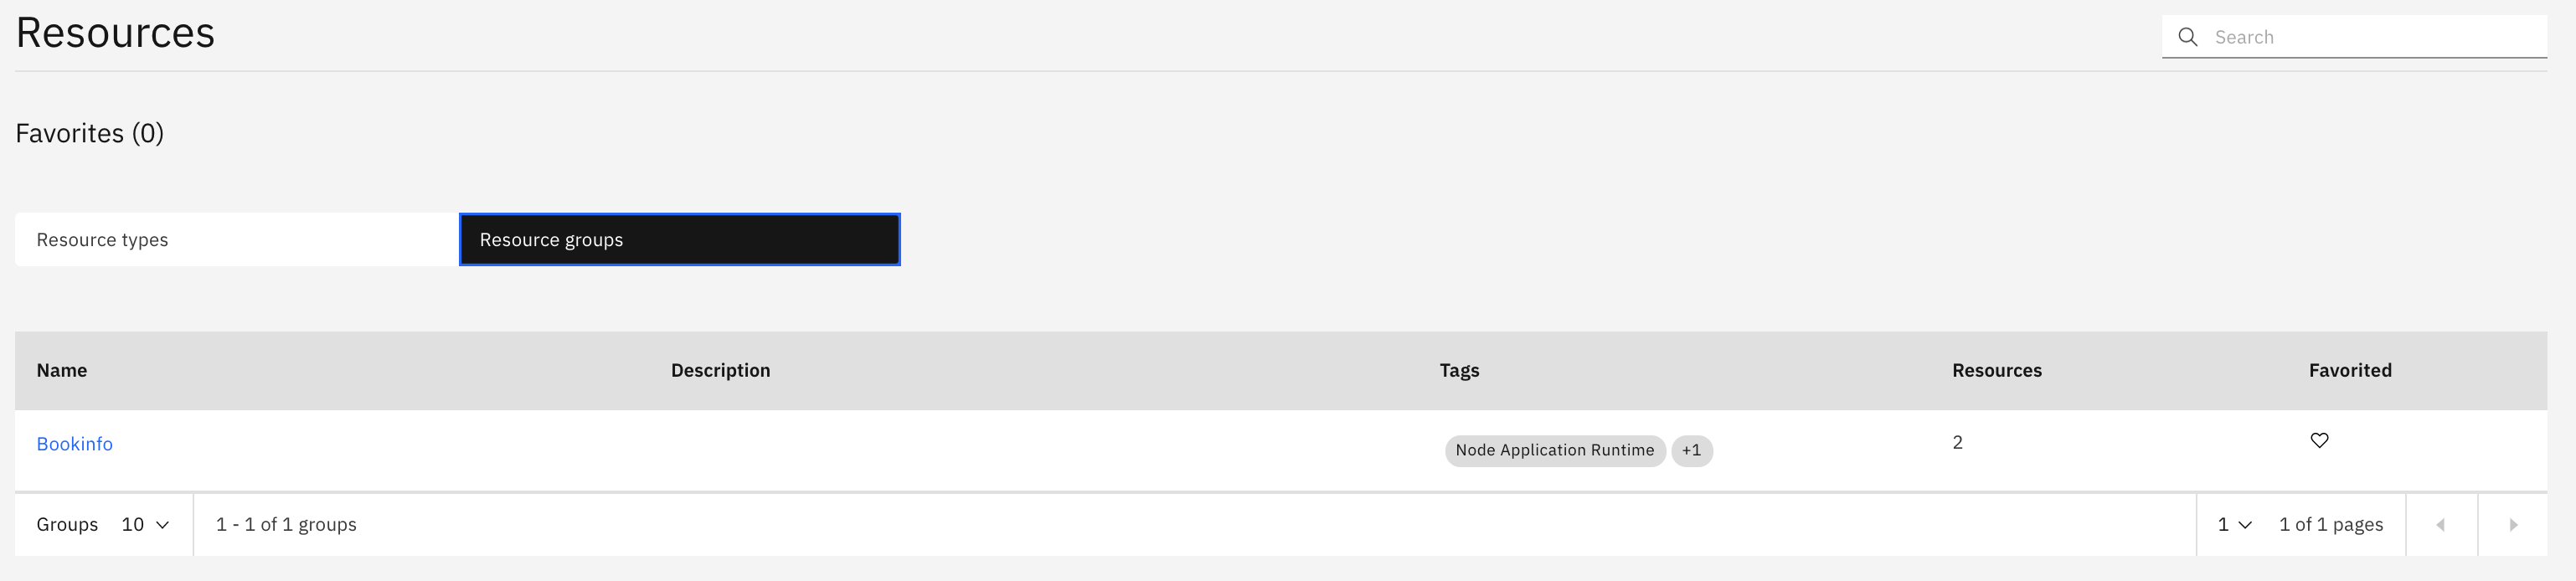 Resources
Search
Favorites (0)
Resource types
Resource groups
Name Description Tags Resources Favorited
Bookinfo Node Application Runtime +1 2
Groups 10 1 - 1 of 1 groups 1 1 of 1 pages